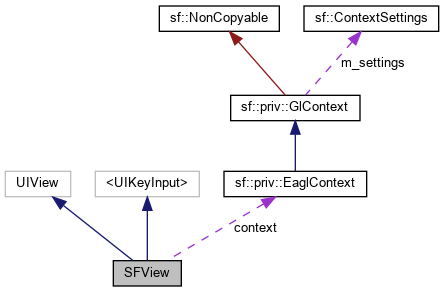 sf::NonCopyable
sf::ContextSettings
m_settings
sf::priv::GlContext
UIView
<UIKeyInput>
sf::priv::EaglContext
context
SFView